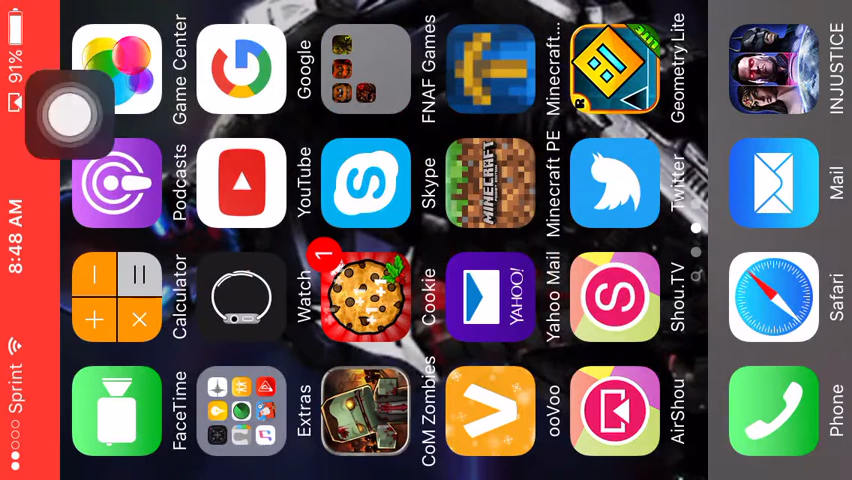 Sprint 8:48 AM 91%
FaceTime Calculator Podcasts Game Center
Extras Watch YouTube Google
1
CoM Zombies Cookie Skype FNAF Games
YAHOO!
MINECRAFT
LITE
ooVoo Yahoo Mail Minecraft PE Minecraft...
AirShou Shou.TV Twitter Geometry Lite
Phone Safari Mail INJUSTICE